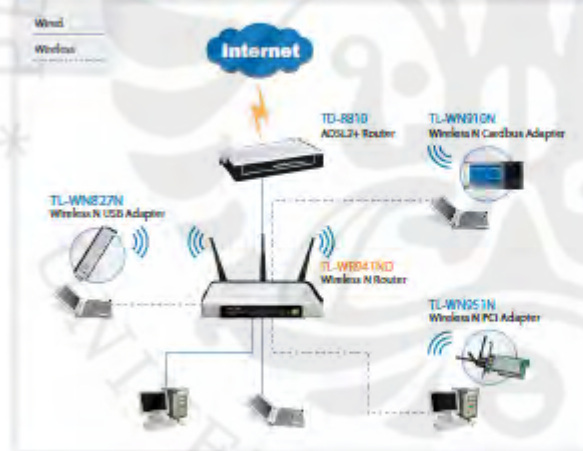 Wired
Wireless
Internet
TD-8810
ADSL2+ Router
TL-WN910N
Wireless N Cardbus Adapter
TL-WN827N
Wireless N USB Adapter
TL-WR941ND
Wireless N Router
TL-WN951N
Wireless N PCI Adapter